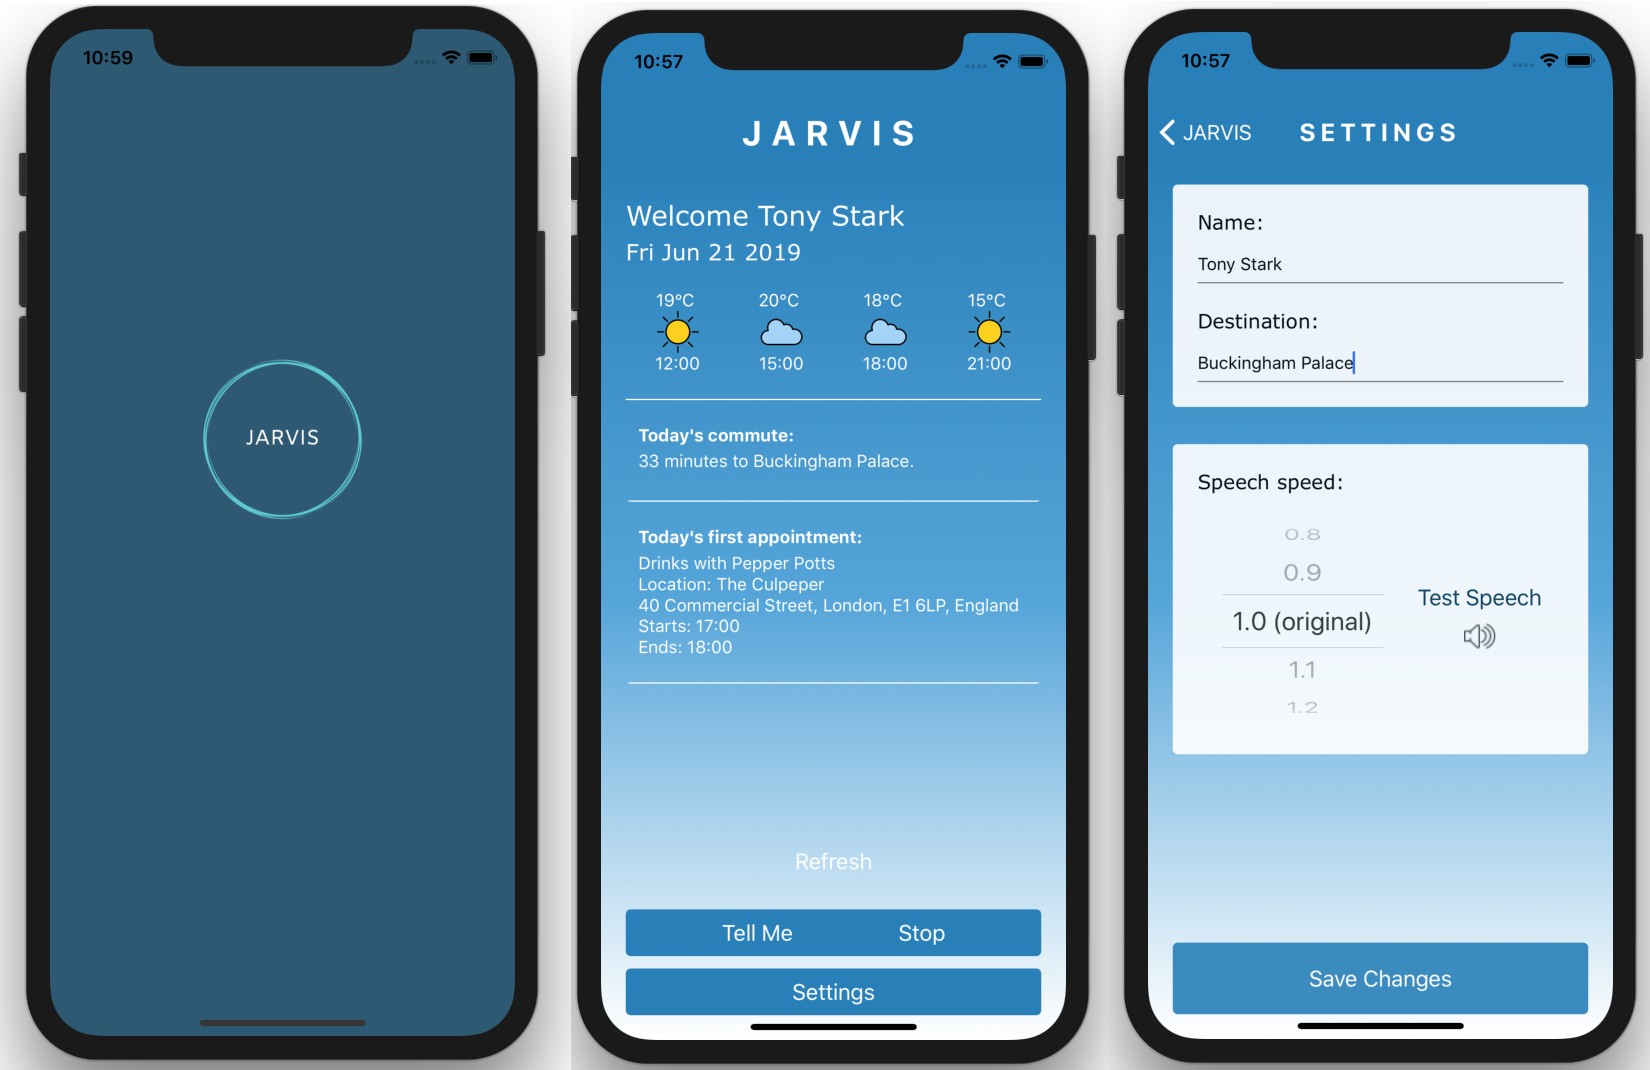 10:59
JARVIS
10:57
JARVIS
Welcome Tony Stark
Fri Jun 21 2019
19°C 20°C 18°C 15°C
12:00 15:00 18:00 21:00
Today's commute:
33 minutes to Buckingham Palace.
Today's first appointment:
Drinks with Pepper Potts
Location: The Culpeper
40 Commercial Street, London, E1 6LP, England
Starts: 17:00
Ends: 18:00
Refresh
Tell Me Stop
Settings
10:57
JARVIS SETTINGS
Name:
Tony Stark
Destination:
Buckingham Palace
Speech speed:
0.8
0.9
1.0 (original)
1.1
1.2
Test Speech
Save Changes